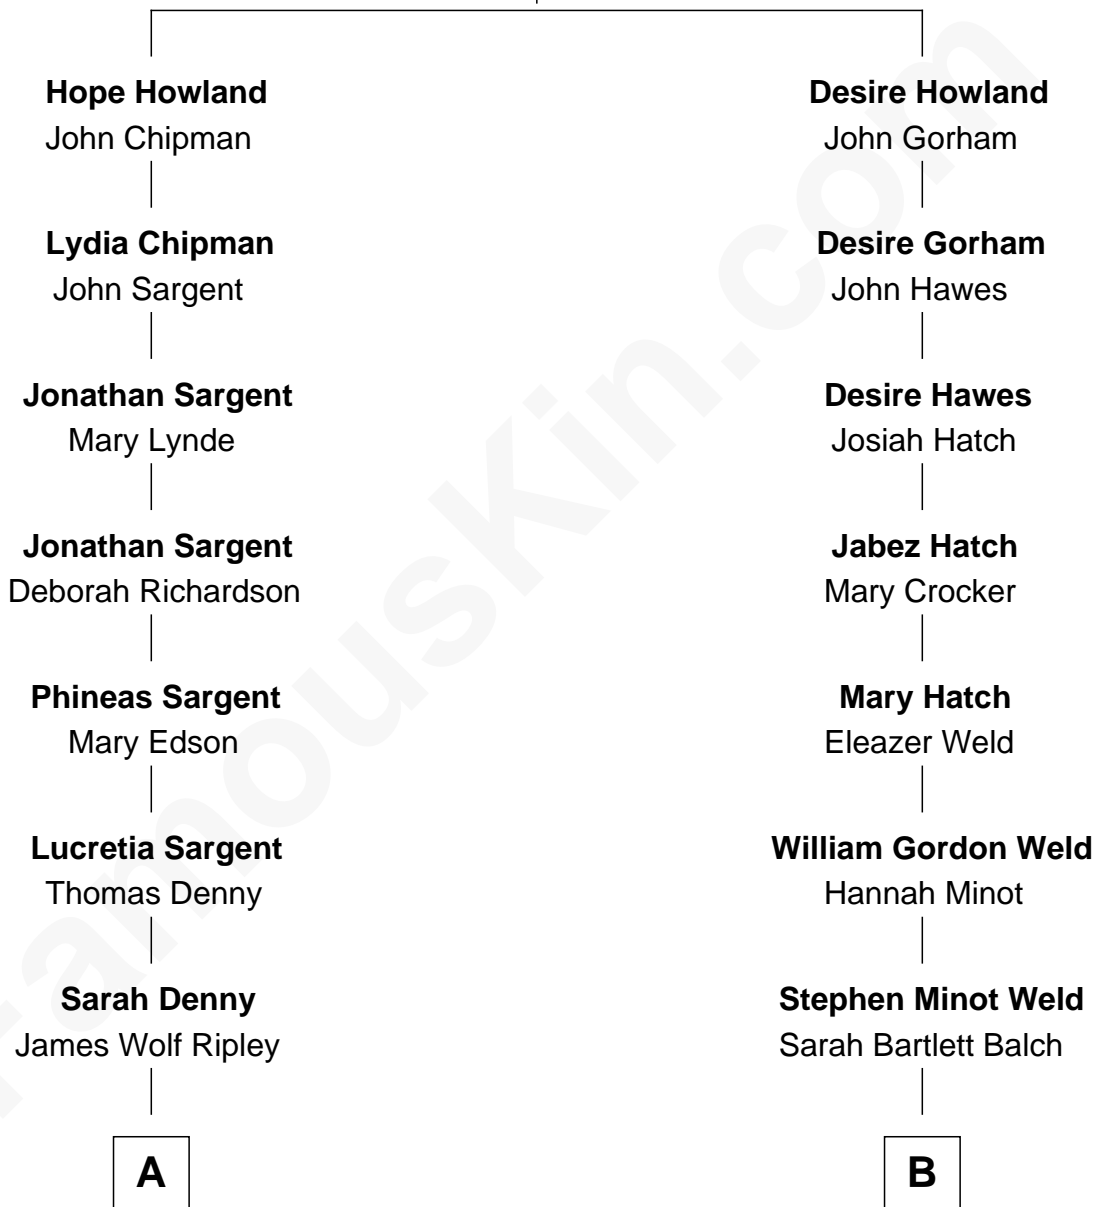 Hope Howland
John Chipman
Desire Howland
John Gorham
Lydia Chipman
John Sargent
Desire Gorham
John Hawes
Jonathan Sargent
Mary Lynde
Desire Hawes
Josiah Hatch
Jonathan Sargent
Deborah Richardson
Jabez Hatch
Mary Crocker
Phineas Sargent
Mary Edson
Mary Hatch
Eleazer Weld
Lucretia Sargent
Thomas Denny
William Gordon Weld
Hannah Minot
Sarah Denny
James Wolf Ripley
Stephen Minot Weld
Sarah Bartlett Balch
A
B
FamousKin.com